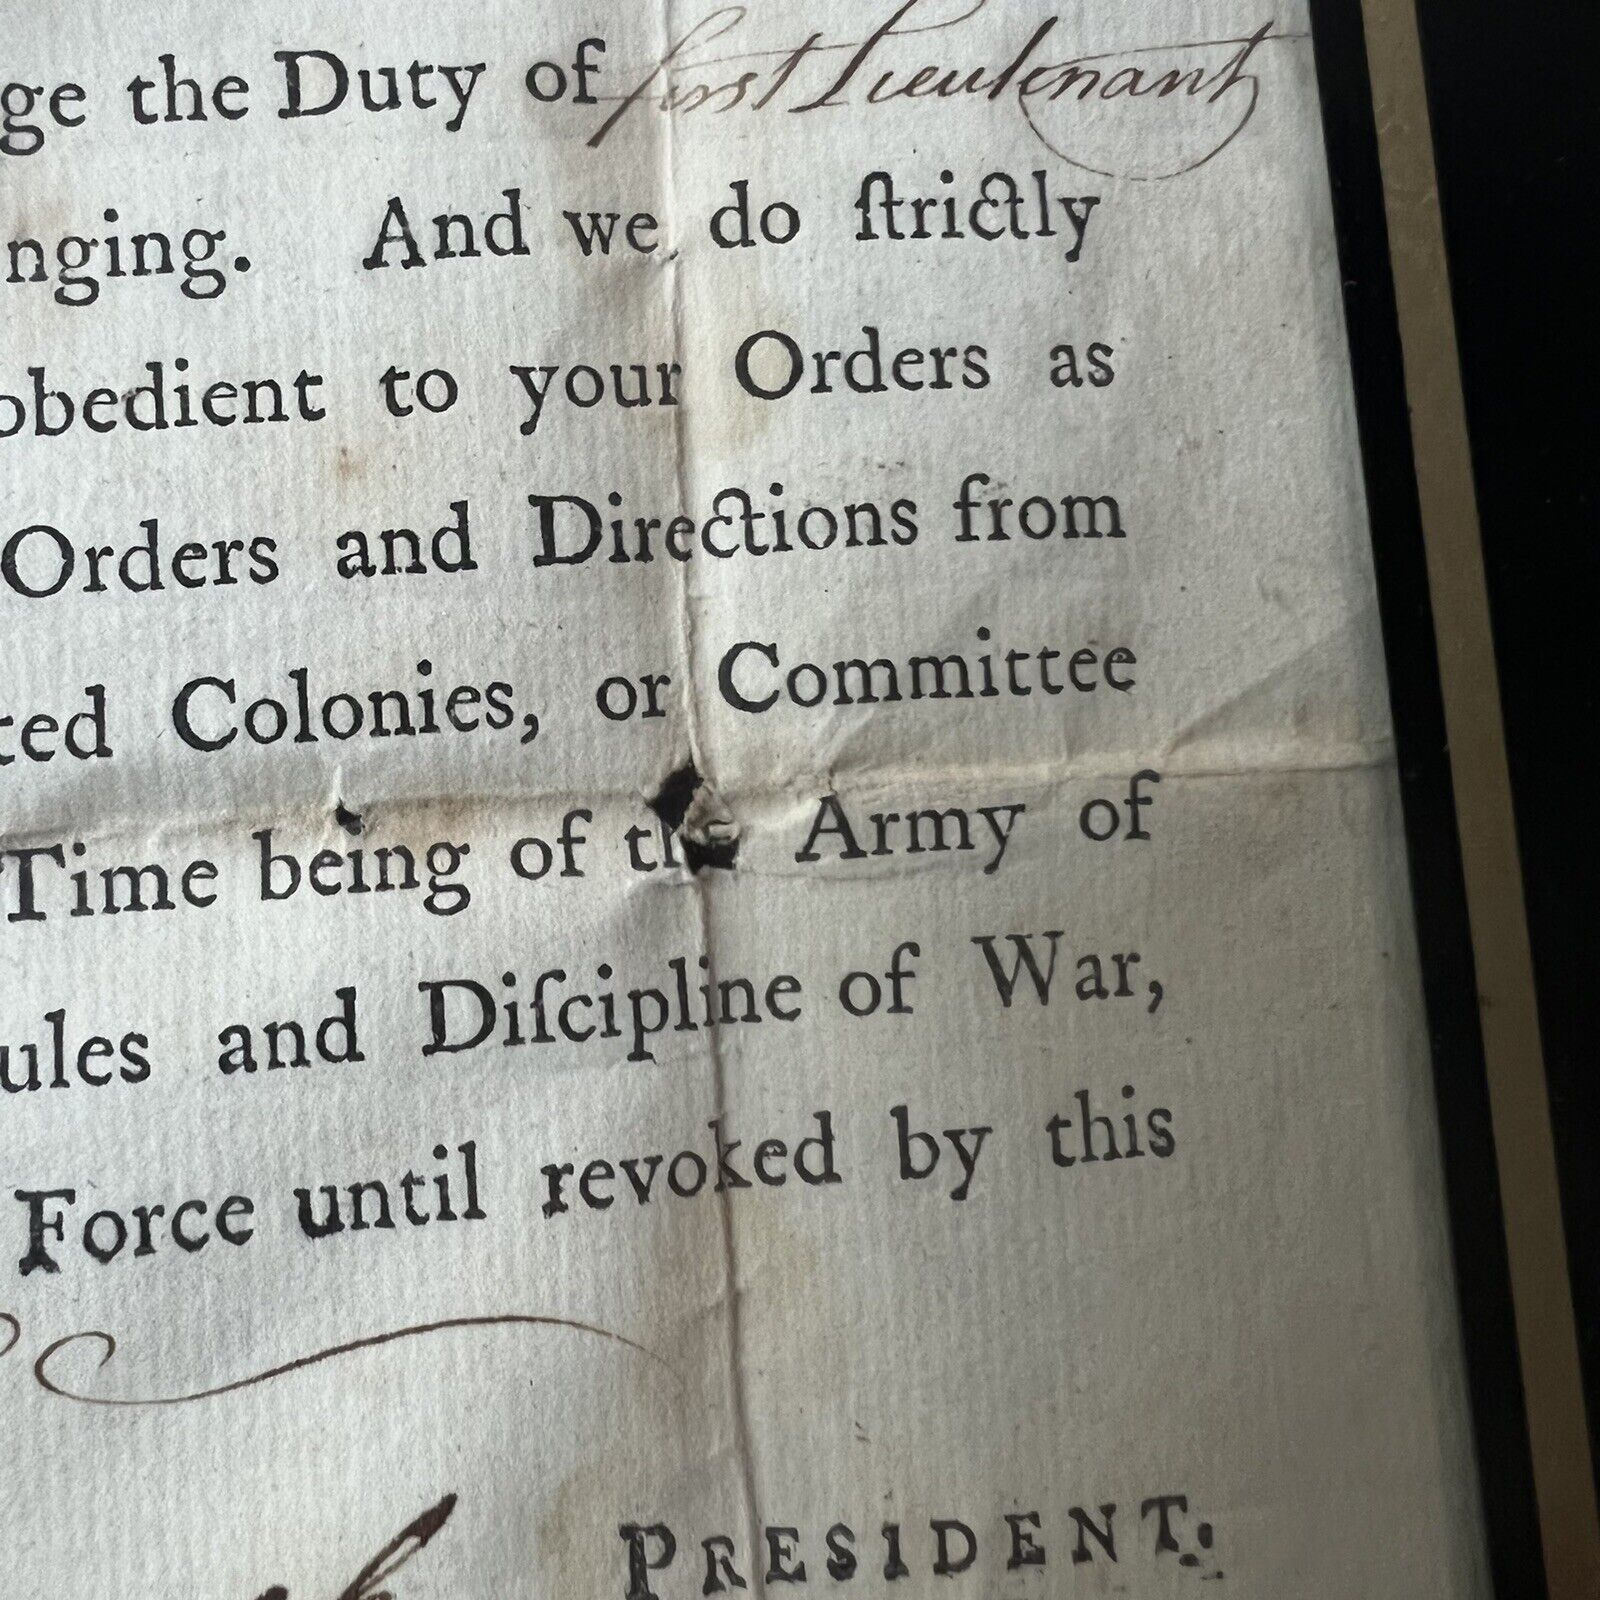 ge the Duty of first Lieutenant
nging. And we do ſtrictly
obedient to your Orders as
Orders and Directions from
ted Colonies, or Committee
Time being of the Army of
ules and Diſcipline of War,
Force until revoked by this
PRESIDENT.